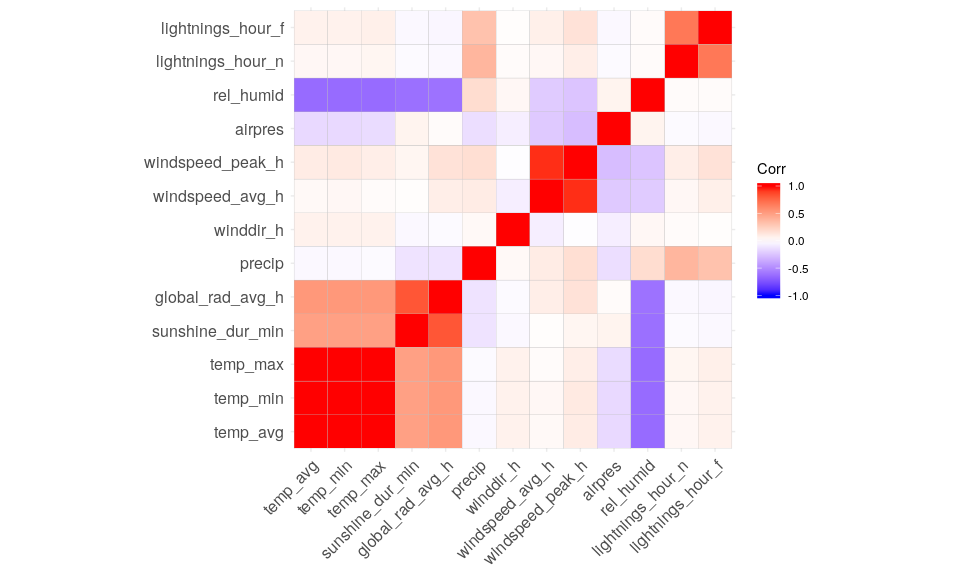 lightnings_hour_f
lightnings_hour_n
rel_humid
airpres
windspeed_peak_h
windspeed_avg_h
winddir_h
precip
global_rad_avg_h
sunshine_dur_min
temp_max
temp_min
temp_avg
temp_avg
temp_min
temp_max
sunshine_dur_min
global_rad_avg_h
precip
winddir_h
windspeed_avg_h
windspeed_peak_h
airpres
rel_humid
lightnings_hour_n
lightnings_hour_f
Corr
1.0
0.5
0.0
-0.5
-1.0